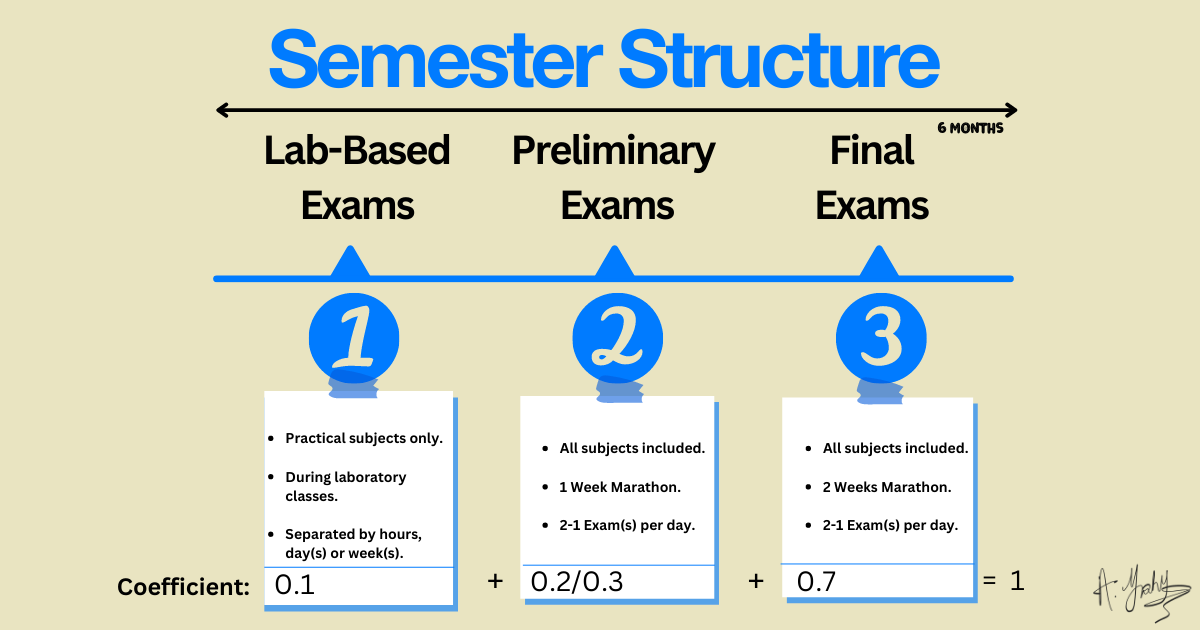 Semester Structure
6 MONTHS
Lab-Based
Exams
Preliminary
Exams
Final
Exams
1
2
3
Practical subjects only.
During laboratory
classes.
Separated by hours,
day(s) or week(s).
All subjects included.
1 Week Marathon.
2-1 Exam(s) per day.
All subjects included.
2 Weeks Marathon.
2-1 Exam(s) per day.
Coefficient: 0.1 + 0.2/0.3 + 0.7 = 1